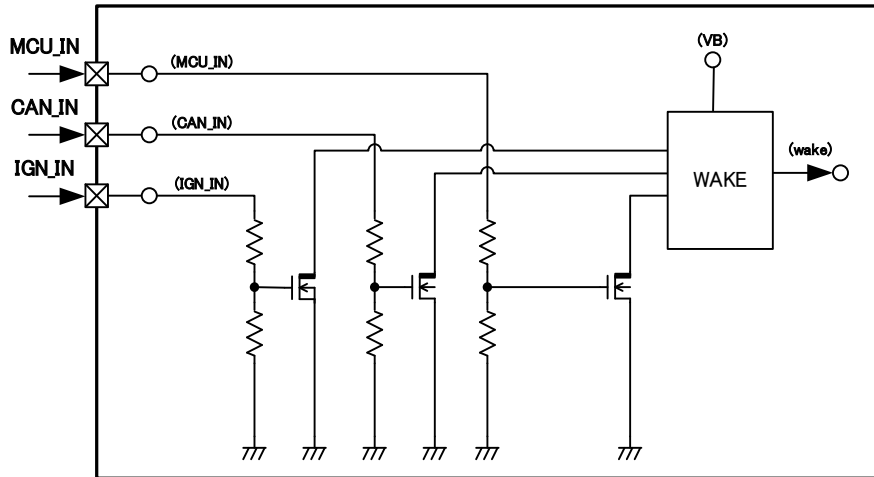 MCU_IN
(MCU_IN)
(VB)
CAN_IN
(CAN_IN)
(wake)
IGN_IN
(IGN_IN)
WAKE